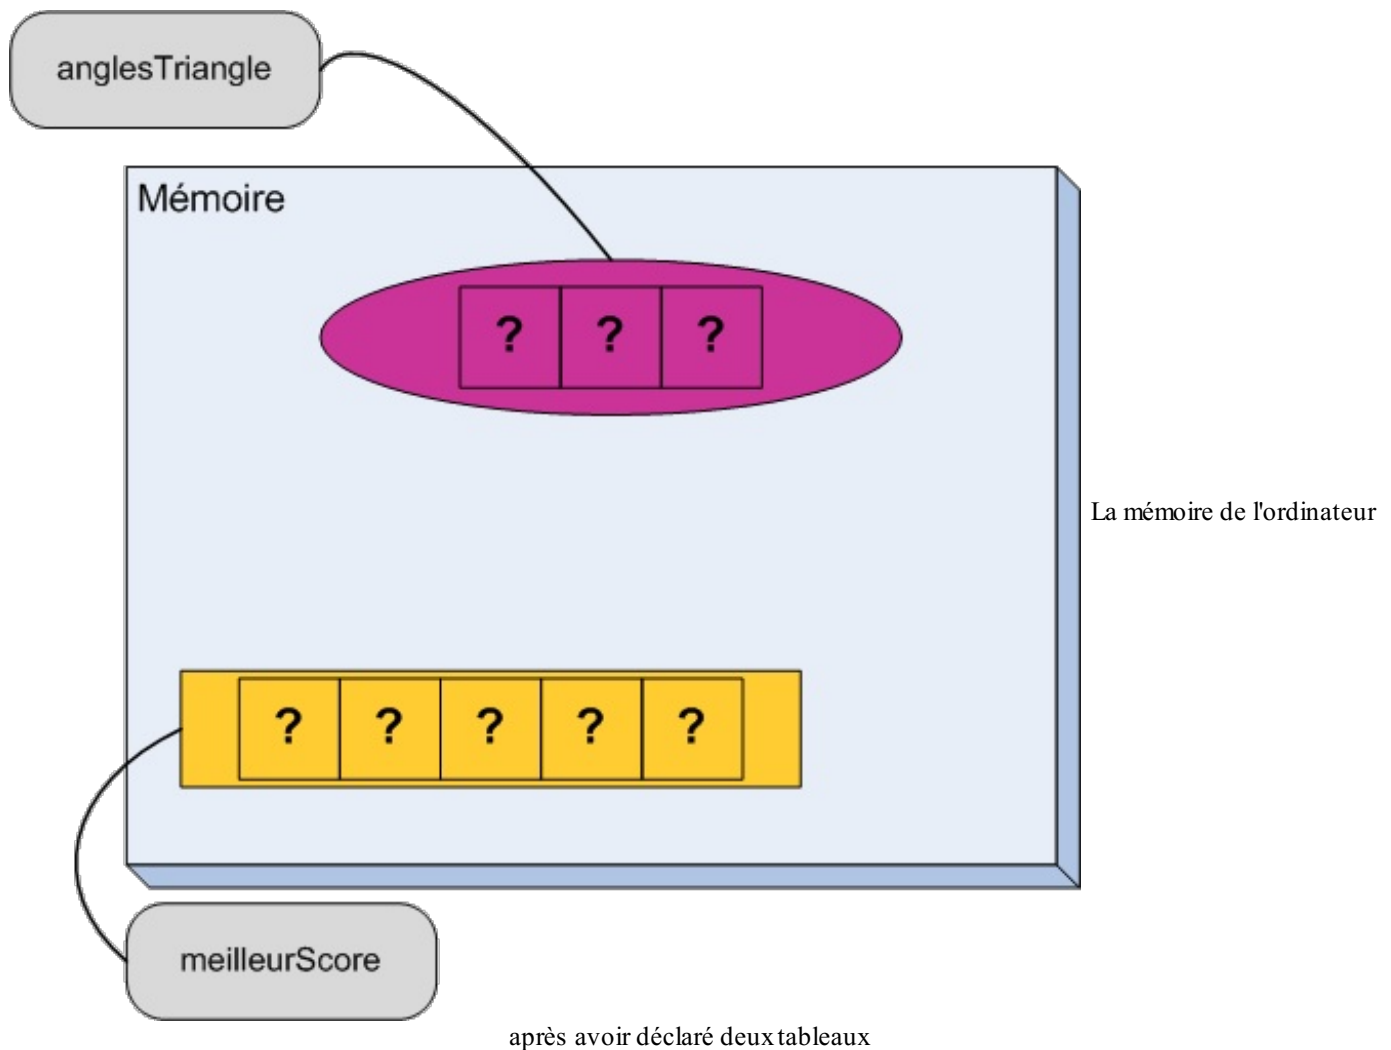 anglesTriangle
Mémoire
? ? ?
La mémoire de l'ordinateur
? ? ? ? ?
meilleurScore
après avoir déclaré deux tableaux